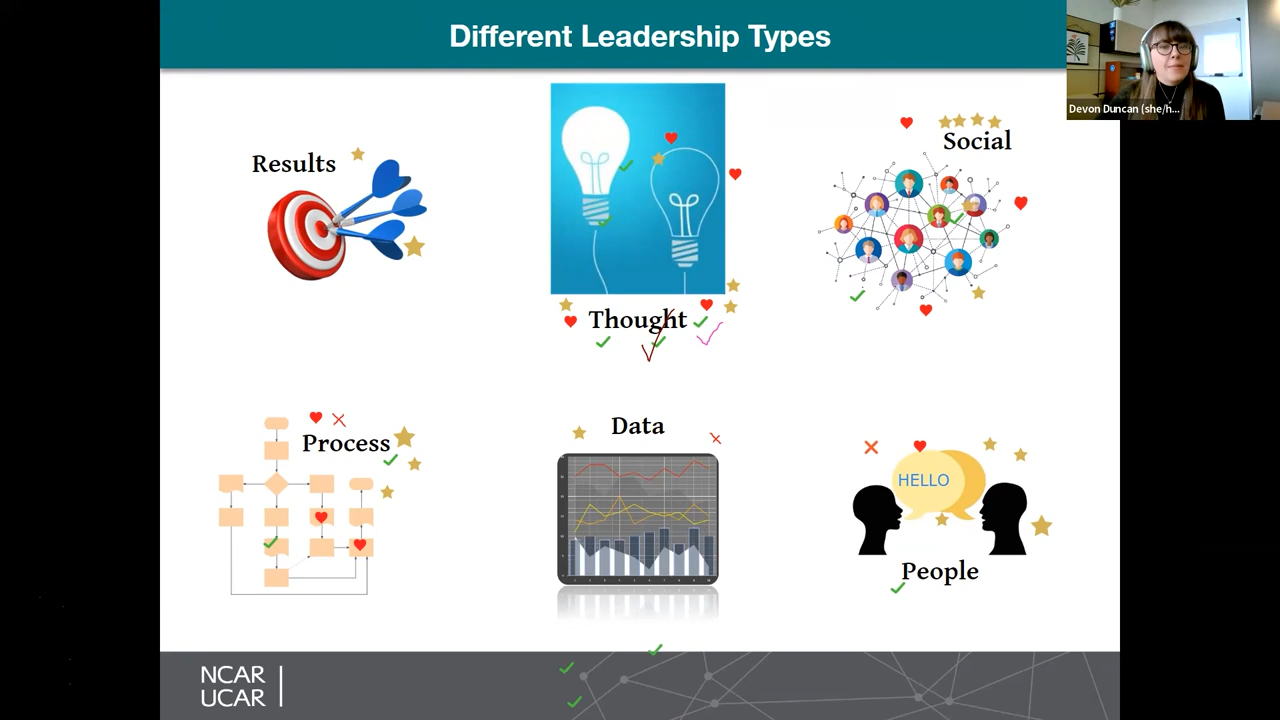 Different Leadership Types
Devon Duncan (she/h...
Results
Social
Thought
Process
Data
HELLO
People
NCAR
UCAR